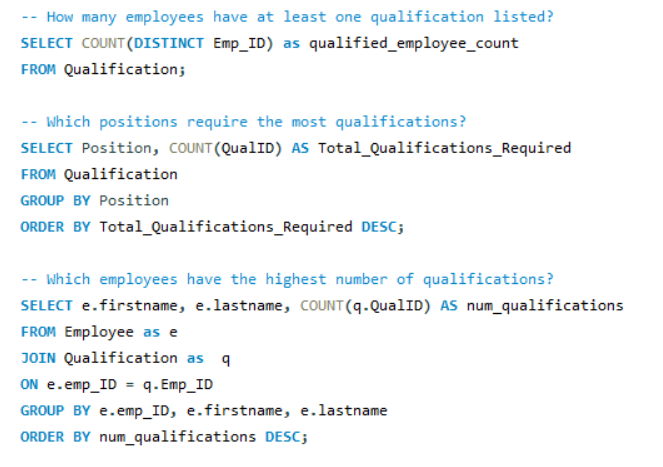 -- How many employees have at least one qualification listed?
SELECT COUNT(DISTINCT Emp_ID) as qualified_employee_count
FROM Qualification;
-- Which positions require the most qualifications?
SELECT Position, COUNT(QualID) AS Total_Qualifications_Required
FROM Qualification
GROUP BY Position
ORDER BY Total_Qualifications_Required DESC;
-- Which employees have the highest number of qualifications?
SELECT e.firstname, e.lastname, COUNT(q.QualID) AS num_qualifications
FROM Employee as e
JOIN Qualification as  q
ON e.emp_ID = q.Emp_ID
GROUP BY e.emp_ID, e.firstname, e.lastname
ORDER BY num_qualifications DESC;